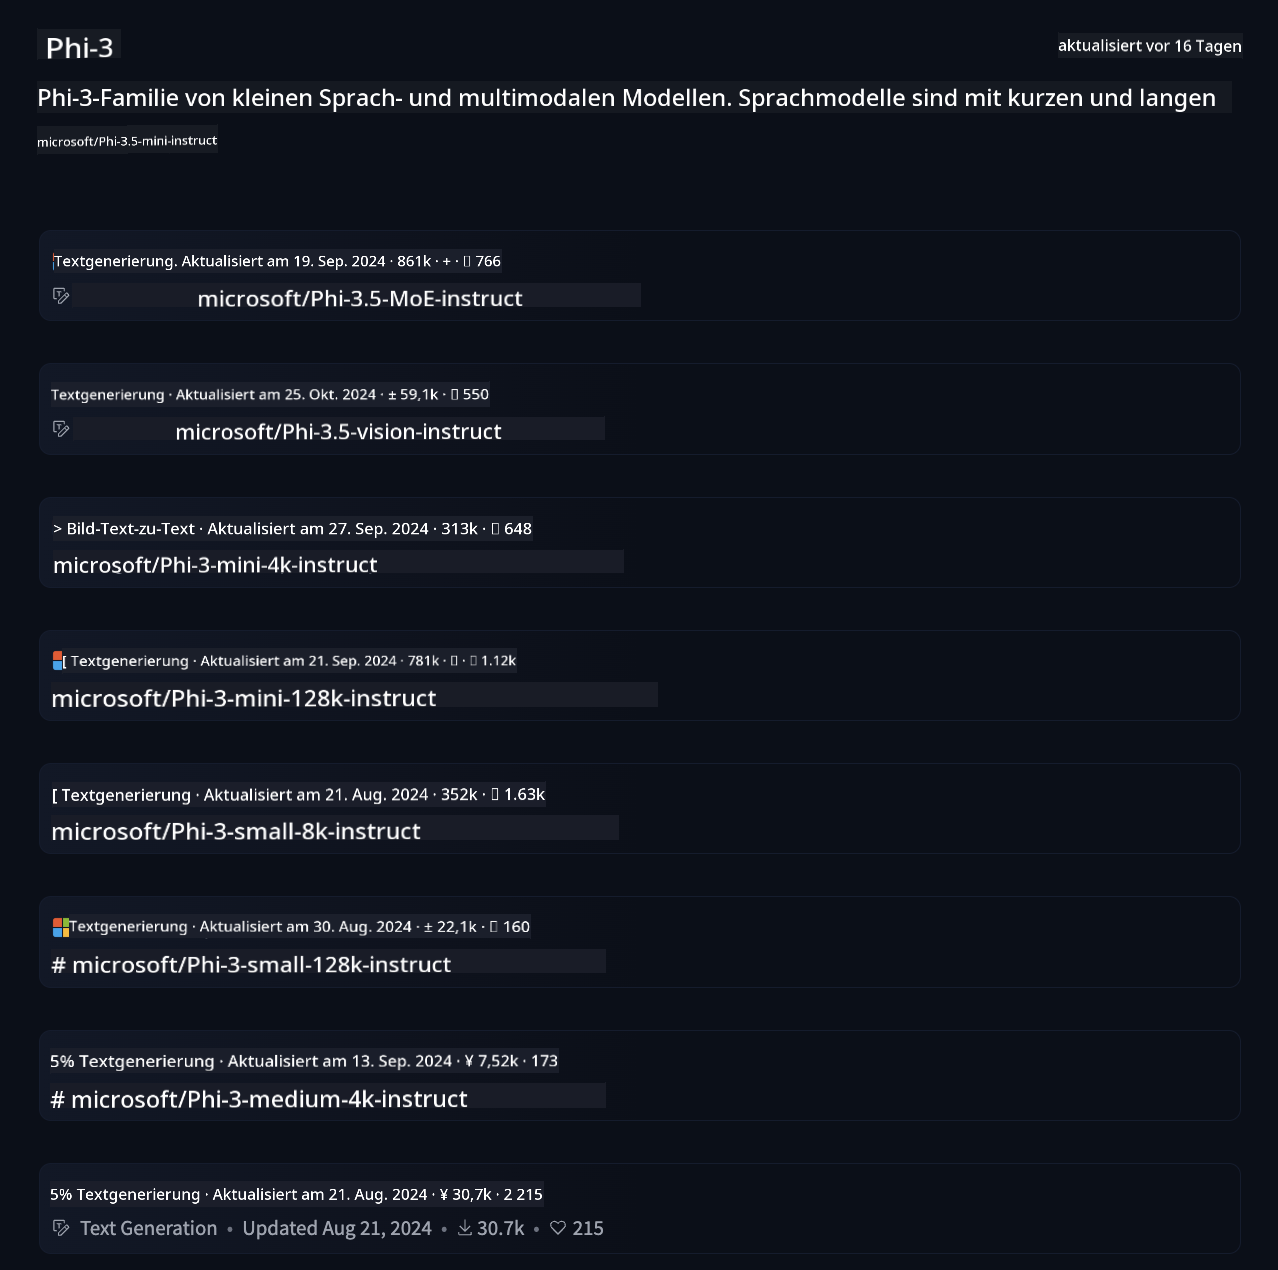 Phi-3
aktualisiert vor 16 Tagen
Phi-3-Familie von kleinen Sprach- und multimodalen Modellen. Sprachmodelle sind mit kurzen und langen
microsoft/Phi-3.5-mini-instruct
Textgenerierung. Aktualisiert am 19. Sep. 2024 · 861k · + · ▯ 766
microsoft/Phi-3.5-MoE-instruct
Textgenerierung · Aktualisiert am 25. Okt. 2024 · ± 59,1k · ▯ 550
microsoft/Phi-3.5-vision-instruct
> Bild-Text-zu-Text · Aktualisiert am 27. Sep. 2024 · 313k · ▯ 648
microsoft/Phi-3-mini-4k-instruct
[ Textgenerierung · Aktualisiert am 21. Sep. 2024 · 781k · ▯ · ▯ 1.12k
microsoft/Phi-3-mini-128k-instruct
[ Textgenerierung · Aktualisiert am 21. Aug. 2024 · 352k · ▯ 1.63k
microsoft/Phi-3-small-8k-instruct
Textgenerierung · Aktualisiert am 30. Aug. 2024 · ± 22,1k · ▯ 160
# microsoft/Phi-3-small-128k-instruct
5% Textgenerierung · Aktualisiert am 13. Sep. 2024 · ¥ 7,52k · 173
# microsoft/Phi-3-medium-4k-instruct
5% Textgenerierung · Aktualisiert am 21. Aug. 2024 · ¥ 30,7k · 2 215
Text Generation • Updated Aug 21, 2024 • 30.7k • 215